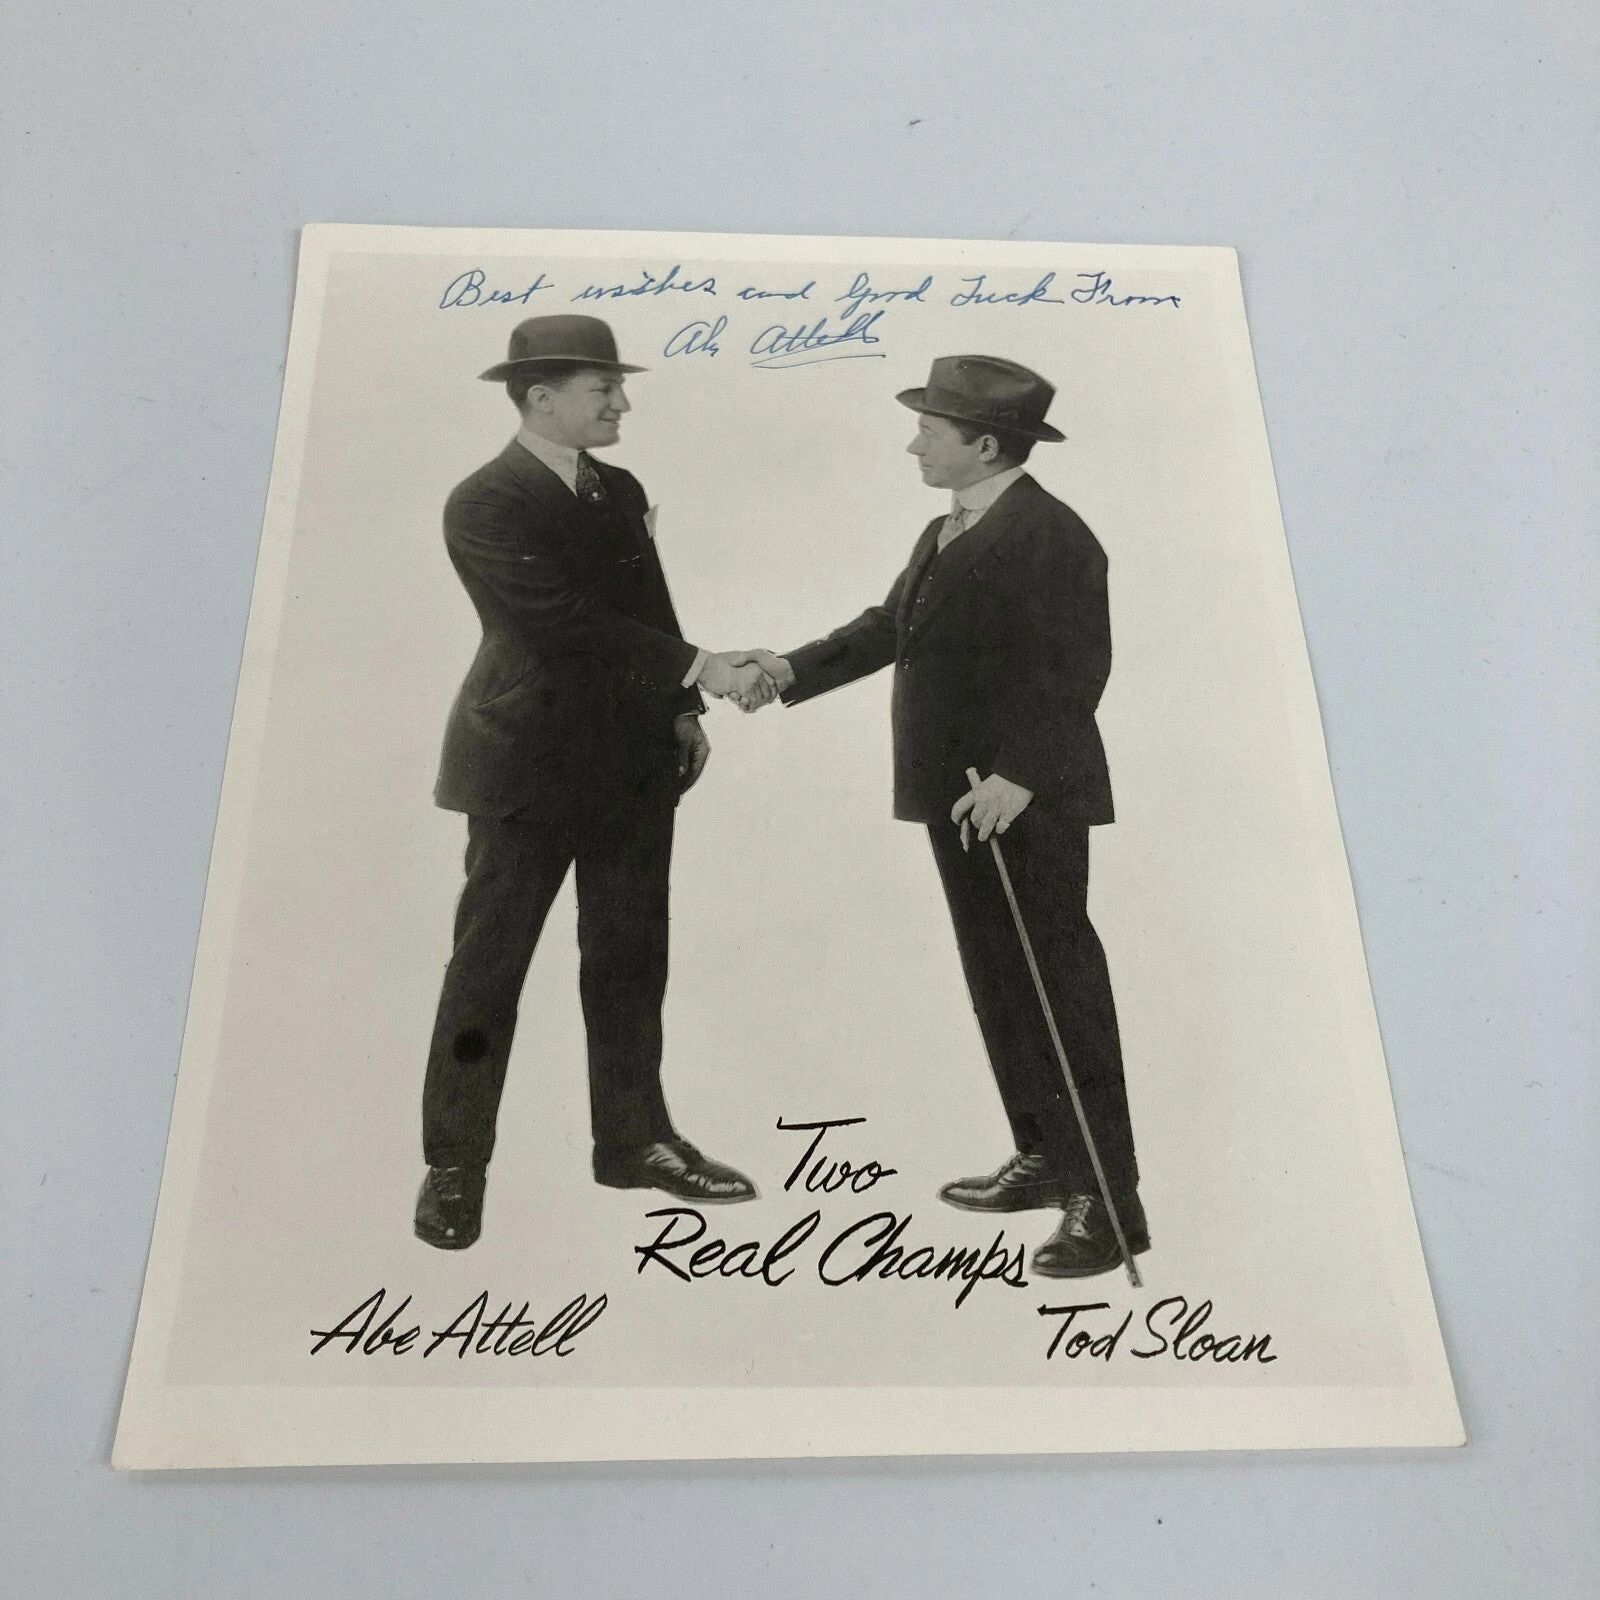 Best wishes and Good Luck From
Abe Attell
Two
Real Champs
Abe Attell
Tod Sloan